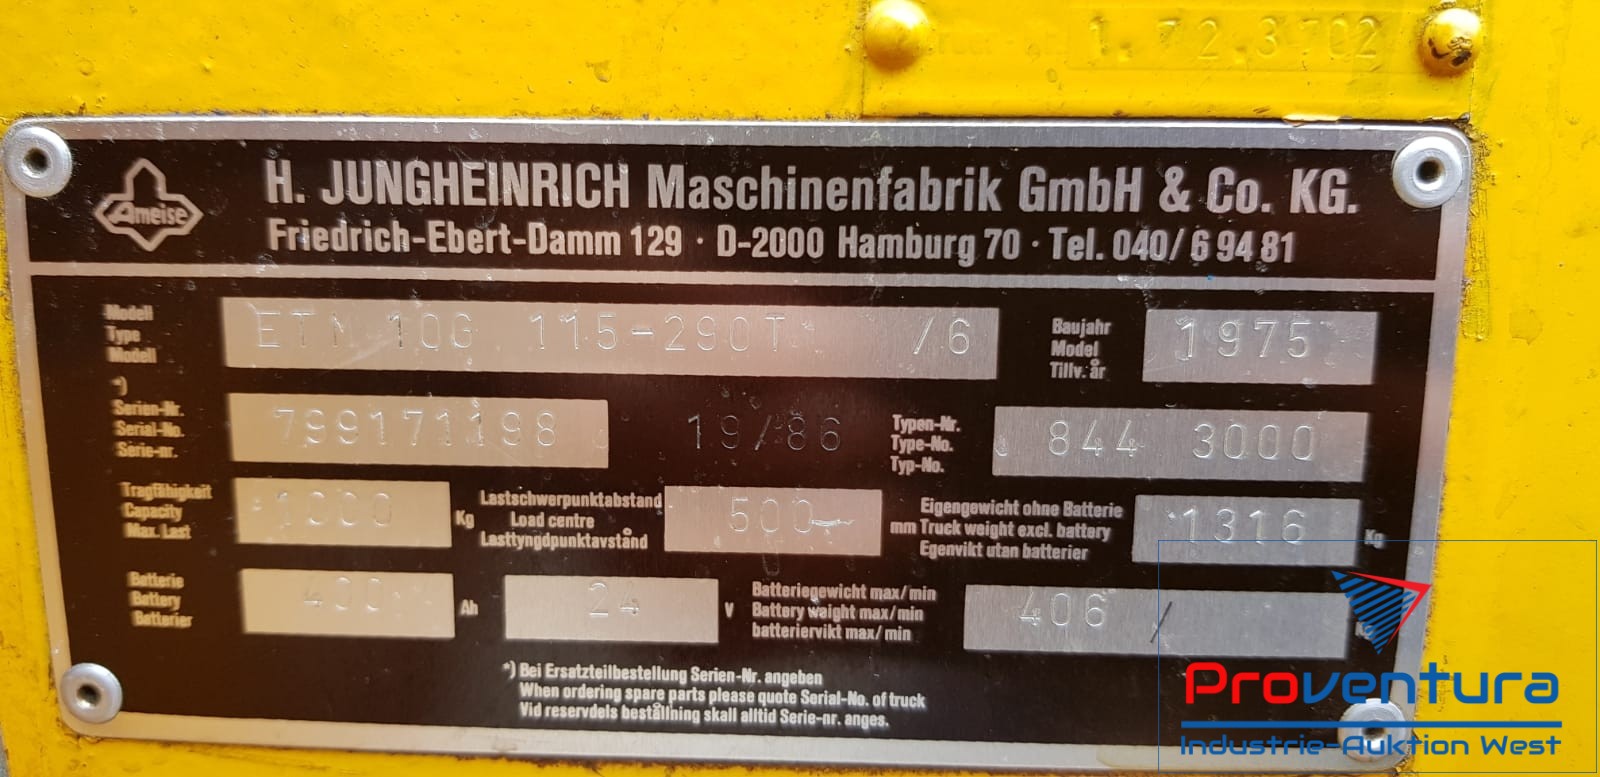 1.72.3702
Ameise
H. JUNGHEINRICH Maschinenfabrik GmbH & Co. KG.
Friedrich-Ebert-Damm 129 · D-2000 Hamburg 70 · Tel. 040/6 94 81
Modell
Type
Modell
ETM 10G 115-290T /6
Baujahr
Model
Tillv. år
1975
*)
Serien-Nr.
Serial-No.
Serie-nr.
799171198
19/86
Typen-Nr.
Type-No.
Typ-No.
844 3000
Tragfähigkeit
Capacity
Max. Last
1000
Kg
Lastschwerpunktabstand
Load centre
Lasttyngdpunktavstånd
500
mm
Eigengewicht ohne Batterie
Truck weight excl. battery
Egenvikt utan batterier
1316
Kg
Batterie
Battery
Batterier
400
Ah
24
V
Batteriegewicht max/min
Battery weight max/min
batteriervikt max/min
406 /
Kg
*) Bei Ersatzteilbestellung Serien-Nr. angeben
When ordering spare parts please quote Serial-No. of truck
Vid reservdels beställning skall alltid Serie-nr. anges.
Proventura
Industrie-Auktion West